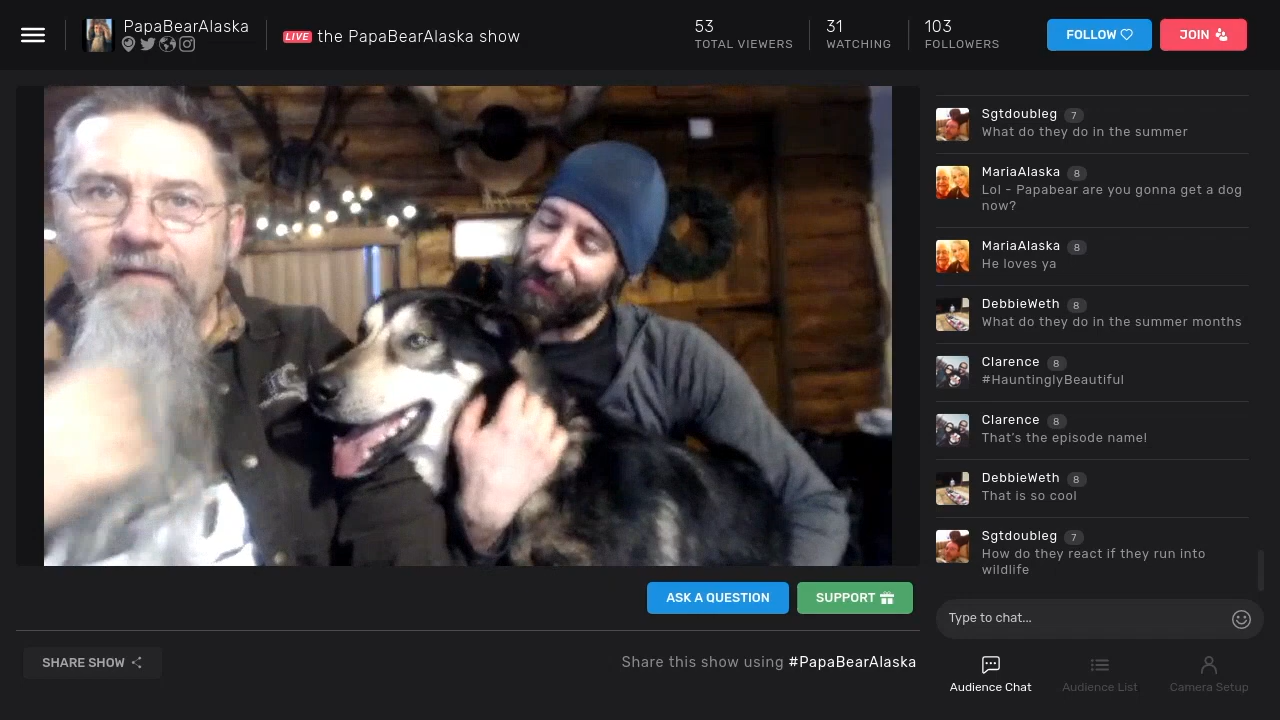 PapaBearAlaska
LIVE the PapaBearAlaska show
53
TOTAL VIEWERS
31
WATCHING
103
FOLLOWERS
FOLLOW
JOIN
Sgtdoubleg 7
What do they do in the summer
MariaAlaska 8
Lol - Papabear are you gonna get a dog
now?
MariaAlaska 8
He loves ya
DebbieWeth 8
What do they do in the summer months
Clarence 8
#HauntinglyBeautiful
Clarence 8
That's the episode name!
DebbieWeth 8
That is so cool
Sgtdoubleg 7
How do they react if they run into
wildlife
ASK A QUESTION
SUPPORT
Type to chat...
SHARE SHOW
Share this show using #PapaBearAlaska
Audience Chat
Audience List
Camera Setup